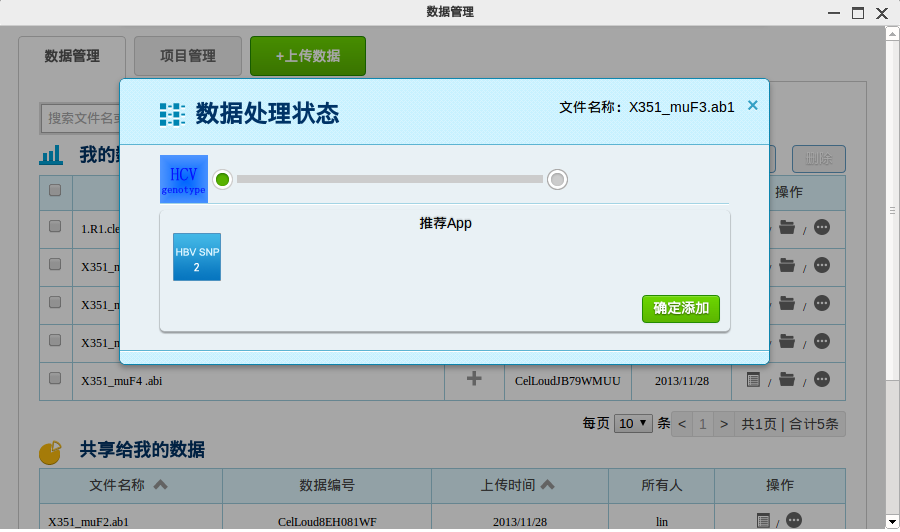 数据管理
数据管理 项目管理 +上传数据
数据处理状态 文件名称：X351_muF3.ab1 ×
搜索文件名或
我的数 删除
HCV
genotype
操作
推荐App
1.R1.cle / /
HBV SNP
2
X351_m / /
X351_m / /
确定添加
X351_m / /
X351_muF4 .abi CelLoudJB79WMUU 2013/11/28 / /
每页 10 条 < 1 > 共1页 | 合计5条
共享给我的数据
文件名称 数据编号 上传时间 所有人 操作
X351_muF2.ab1 CelLoud8EH081WF 2013/11/28 lin /